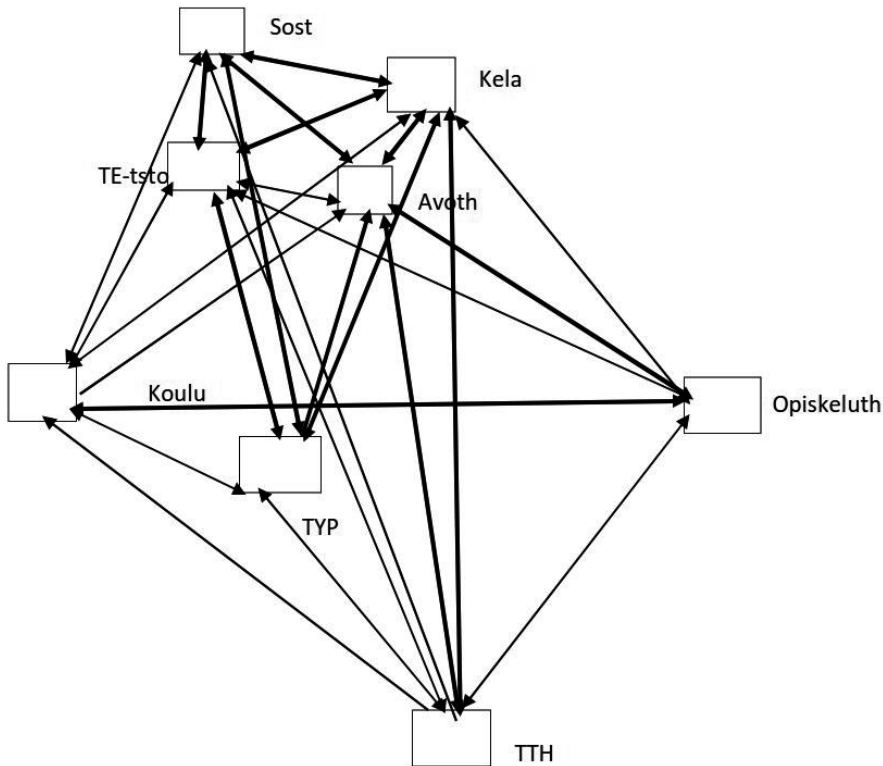 Sost
Kela
TE-tsto
Avoth
Koulu
Opiskeluth
TYP
TTH